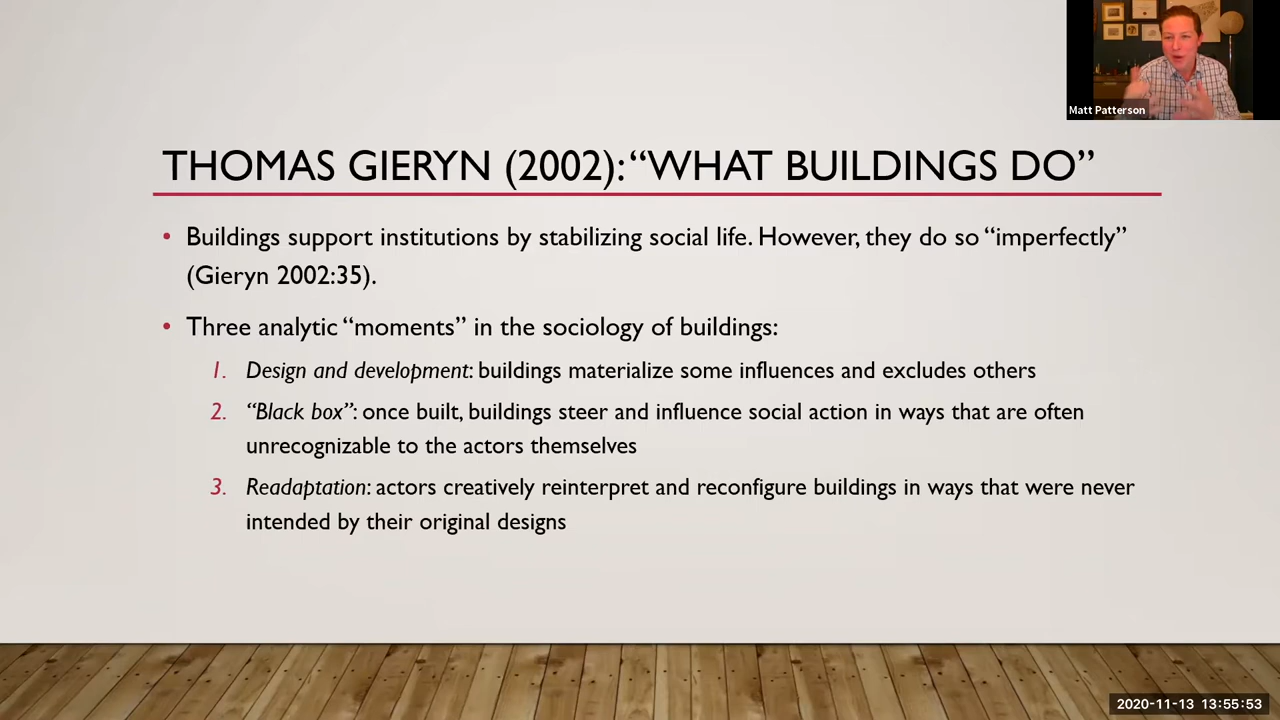 Matt Patterson
THOMAS GIERYN (2002): “WHAT BUILDINGS DO”
• Buildings support institutions by stabilizing social life. However, they do so “imperfectly”
(Gieryn 2002:35).
• Three analytic “moments” in the sociology of buildings:
1. Design and development: buildings materialize some influences and excludes others
2. “Black box”: once built, buildings steer and influence social action in ways that are often
unrecognizable to the actors themselves
3. Readaptation: actors creatively reinterpret and reconfigure buildings in ways that were never
intended by their original designs
2020-11-13 13:55:53